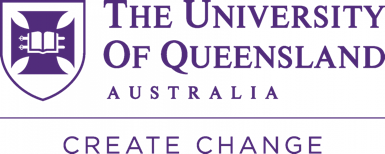 THE UNIVERSITY
OF QUEENSLAND
AUSTRALIA
CREATE CHANGE